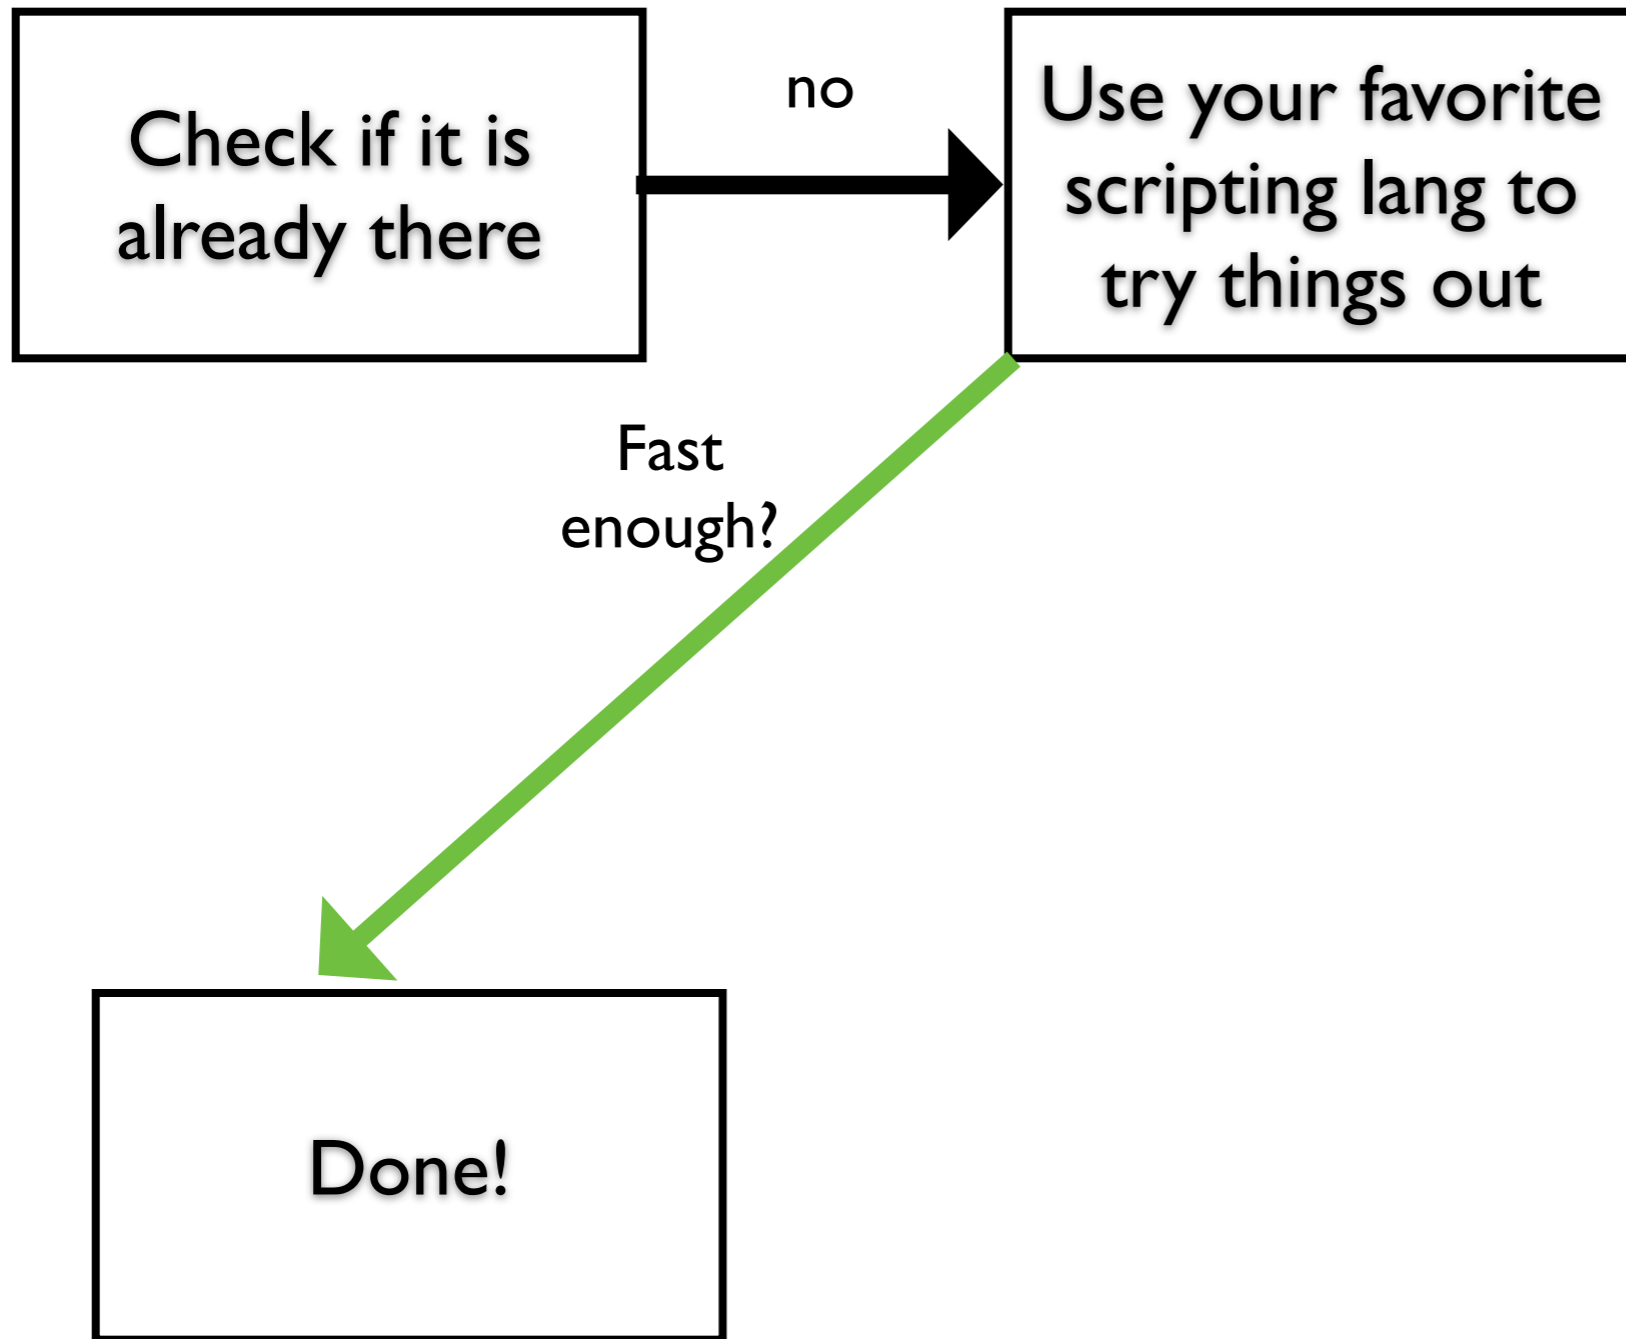 Check if it is
already there
no
Use your favorite
scripting lang to
try things out
Fast
enough?
Done!